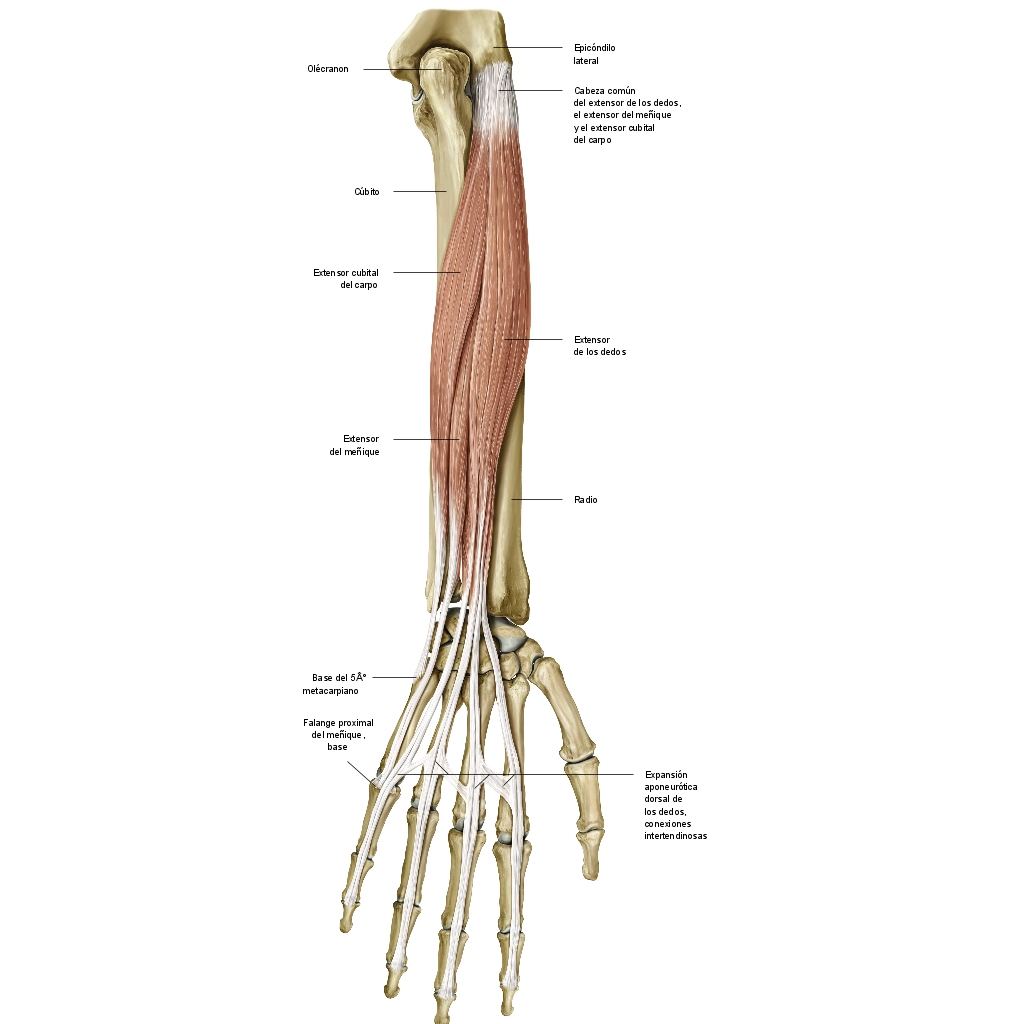 Epicóndilo
lateral
Olécranon
Cabeza común
del extensor de los dedos,
el extensor del meñique
y el extensor cubital
del carpo
Cúbito
Extensor cubital
del carpo
Extensor
de los dedos
Extensor
del meñique
Radio
Base del 5Âº
metacarpiano
Falange proximal
del meñique,
base
Expansión
aponeurótica
dorsal de
los dedos,
conexiones
intertendinosas